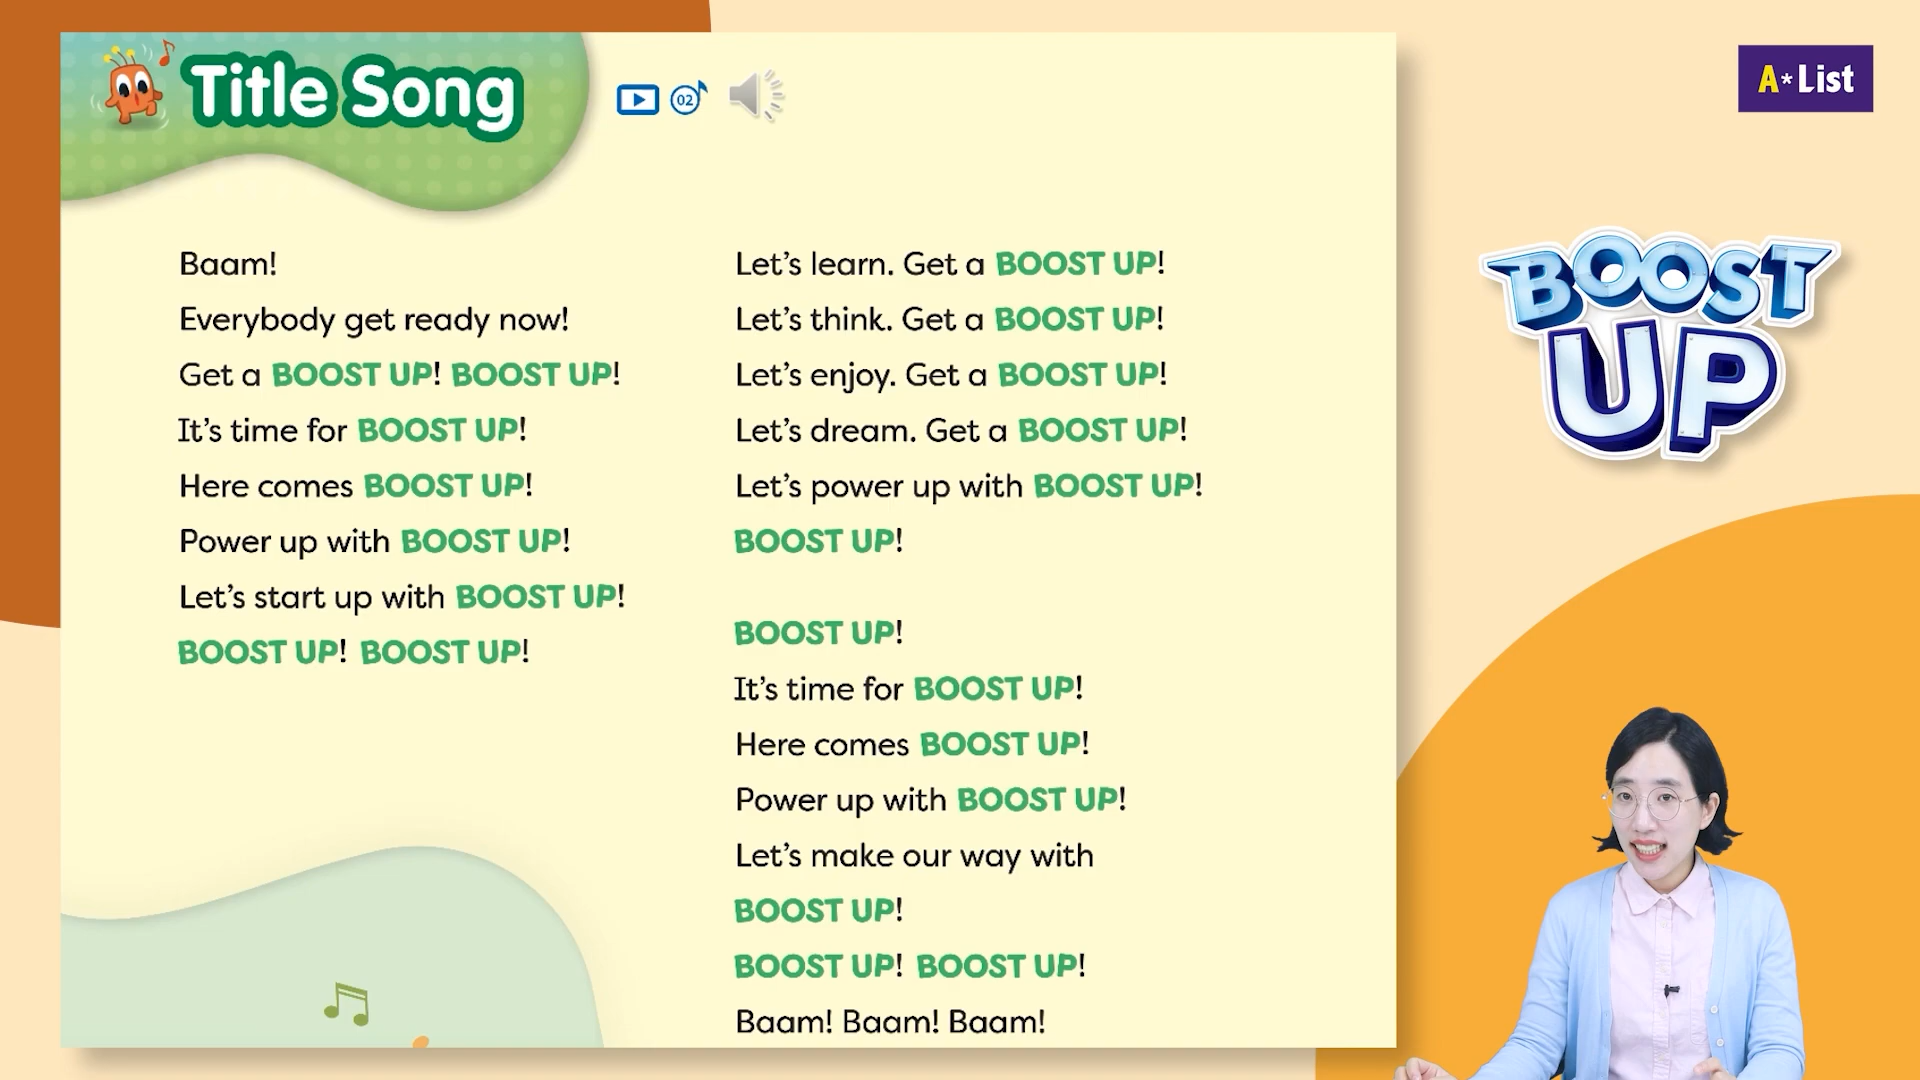 Title Song
02
Baam!
Everybody get ready now!
Get a BOOST UP! BOOST UP!
It's time for BOOST UP!
Here comes BOOST UP!
Power up with BOOST UP!
Let's start up with BOOST UP!
BOOST UP! BOOST UP!
Let's learn. Get a BOOST UP!
Let's think. Get a BOOST UP!
Let's enjoy. Get a BOOST UP!
Let's dream. Get a BOOST UP!
Let's power up with BOOST UP!
BOOST UP!
BOOST UP!
It's time for BOOST UP!
Here comes BOOST UP!
Power up with BOOST UP!
Let's make our way with
BOOST UP!
BOOST UP! BOOST UP!
Baam! Baam! Baam!
A*List
BOOST
UP